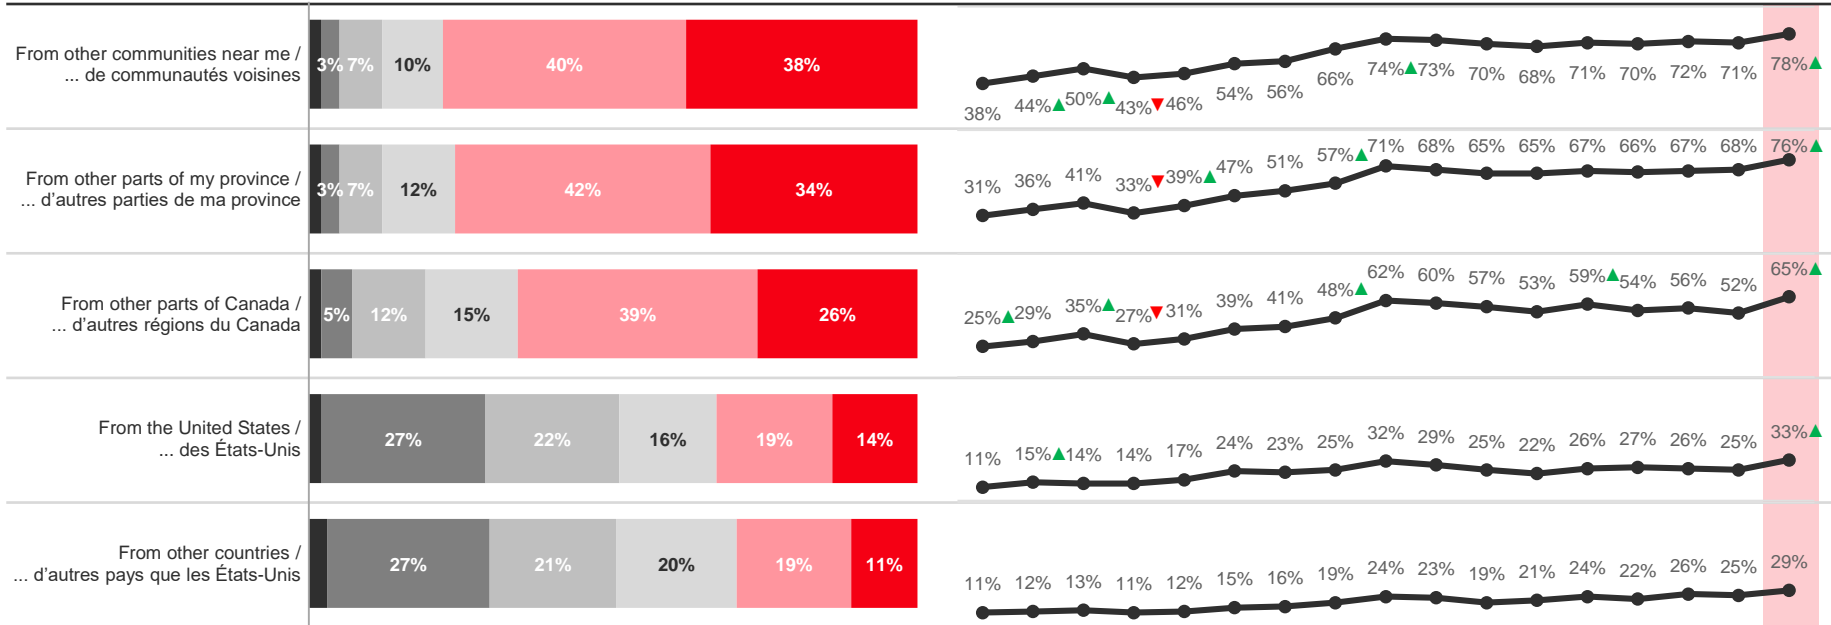 From other communities near me /
... de communautés voisines
3% 7% 10% 40% 38%
38% 44%▲ 50%▲ 43%▼ 46% 54% 56% 66% 74%▲ 73% 70% 68% 71% 70% 72% 71% 78%▲
From other parts of my province /
... d'autres parties de ma province
3% 7% 12% 42% 34%
31% 36% 41% 33%▼ 39%▲ 47% 51% 57%▲ 71% 68% 65% 65% 67% 66% 67% 68% 76%▲
From other parts of Canada /
... d'autres régions du Canada
5% 12% 15% 39% 26%
25%▲ 29% 35%▲ 27%▼ 31% 39% 41% 48%▲ 62% 60% 57% 53% 59%▲ 54% 56% 52% 65%▲
From the United States /
... des États-Unis
27% 22% 16% 19% 14%
11% 15%▲ 14% 14% 17% 24% 23% 25% 32% 29% 25% 22% 26% 27% 26% 25% 33%▲
From other countries /
... d'autres pays que les États-Unis
27% 21% 20% 19% 11%
11% 12% 13% 11% 12% 15% 16% 19% 24% 23% 19% 21% 24% 22% 26% 25% 29%